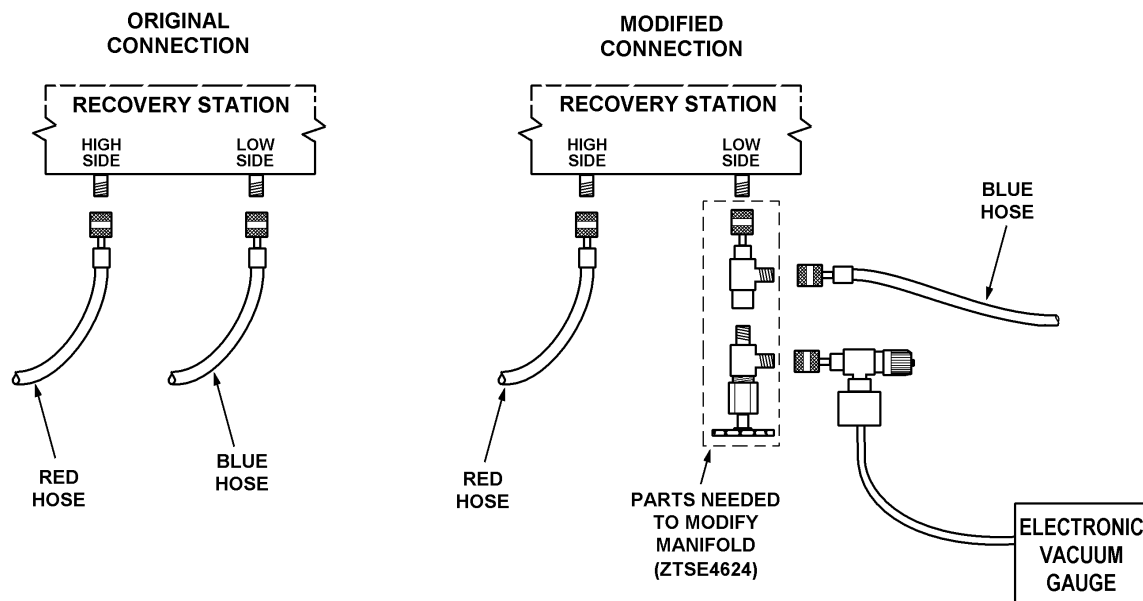 ORIGINAL
CONNECTION
RECOVERY STATION
HIGH
SIDE
LOW
SIDE
RED
HOSE
BLUE
HOSE
MODIFIED
CONNECTION
RECOVERY STATION
HIGH
SIDE
LOW
SIDE
BLUE
HOSE
RED
HOSE
PARTS NEEDED
TO MODIFY
MANIFOLD
(ZTSE4624)
ELECTRONIC
VACUUM
GAUGE